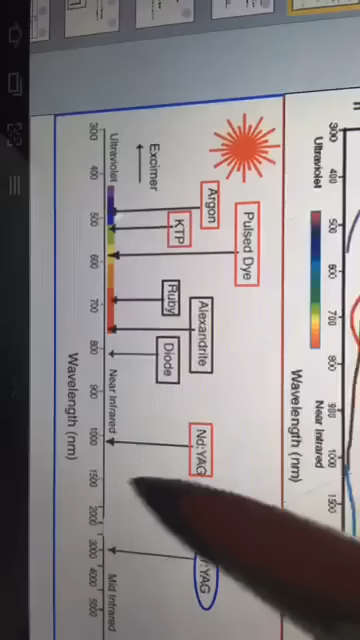 Excimer
Argon
KTP
Pulsed Dye
Ruby
Alexandrite
Diode
Nd:YAG
:YAG
Ultraviolet
Near Infrared
Mid Infrared
300 400 500 600 700 800 900 1000 1500 2000 3000 4000 5000
Wavelength (nm)
300 400 500 600 700 800 900 1000 1500
Ultraviolet
Near Infrared
Wavelength (nm)